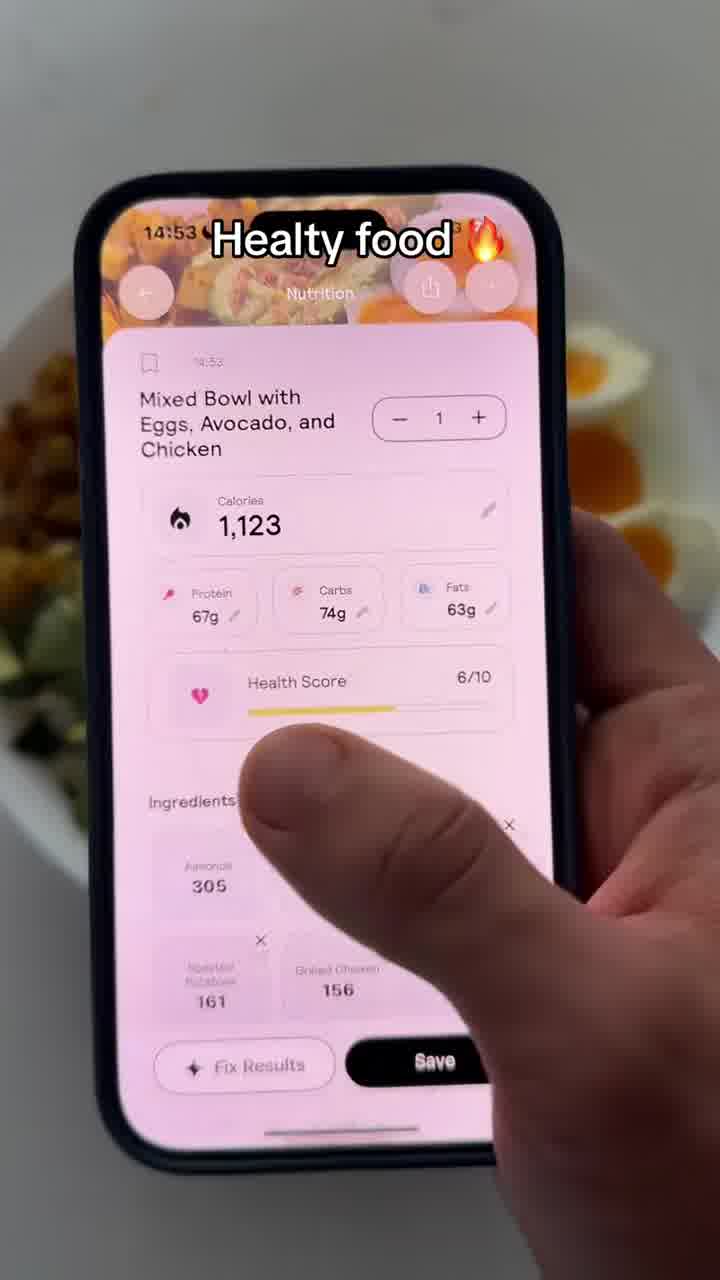 14:53
Healty food 🔥
Nutrition
14:53
Mixed Bowl with
Eggs, Avocado, and
Chicken
1
Calories
1,123
Protein
67g
Carbs
74g
Fats
63g
Health Score
6/10
Ingredients
Almonds
305
Roasted
Potatoes
161
Grilled Chicken
156
Fix Results
Save